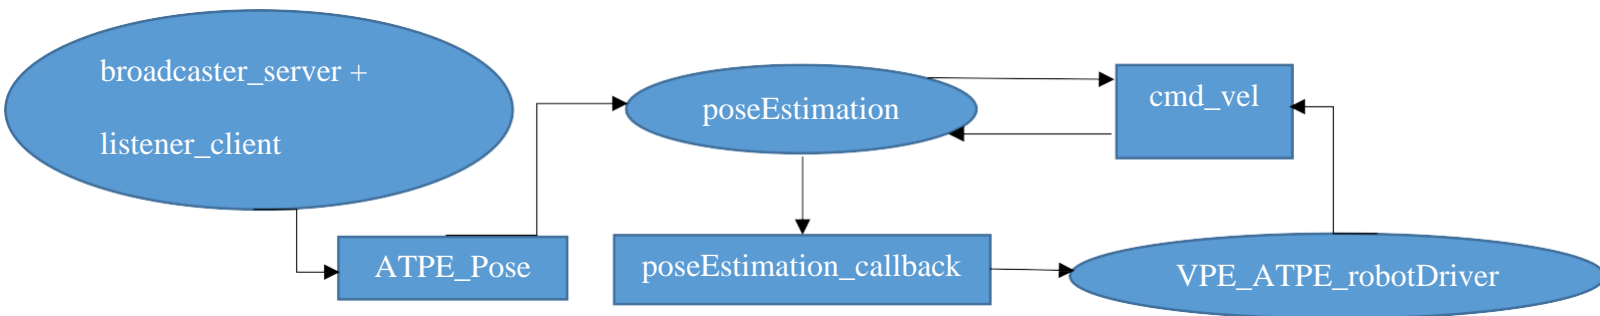 broadcaster_server +
listener_client
poseEstimation
cmd_vel
ATPE_Pose
poseEstimation_callback
VPE_ATPE_robotDriver